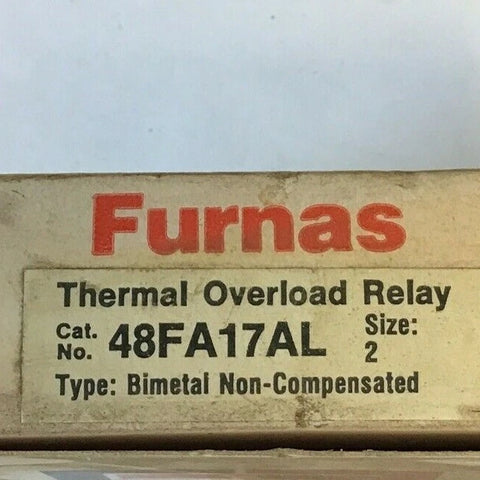 Furnas
Thermal Overload Relay
Cat. No. 48FA17AL Size: 2
Type: Bimetal Non-Compensated